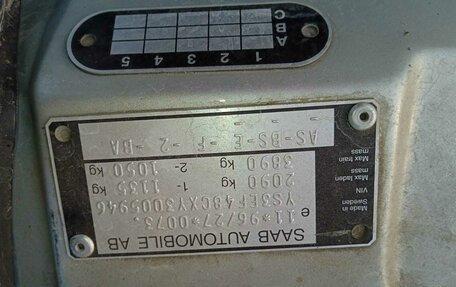 SAAB AUTOMOBILE AB
e 11*96/27*0073.
Made in Sweden
VIN YS3EF48CXY3005946
Max laden mass 2090 kg 1- 1135 kg
Max train mass 3890 kg 2- 1050 kg
AS-BS-E-F -2 -BA
1 2 3 4 5
A
B
C